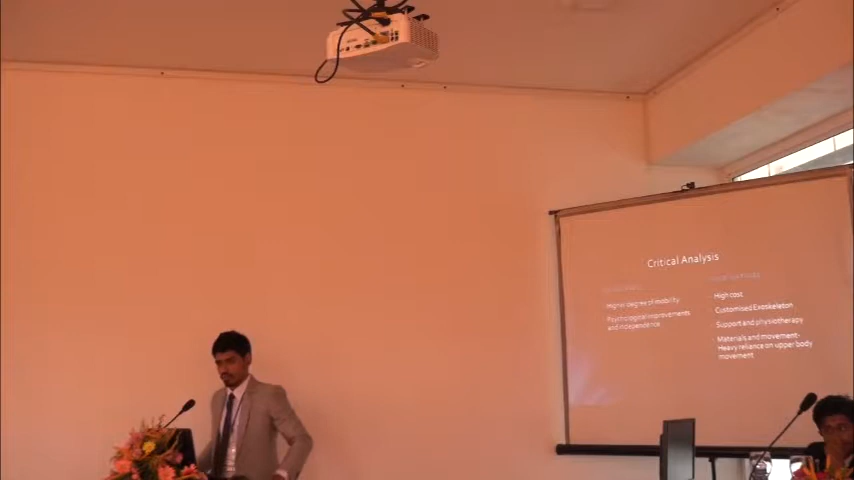 Critical Analysis
Higher degree of mobility
Psychological improvements
and independence
High cost
Customised Exoskeleton
Support and physiotherapy
Materials and movement
Heavy reliance on upper body
movement